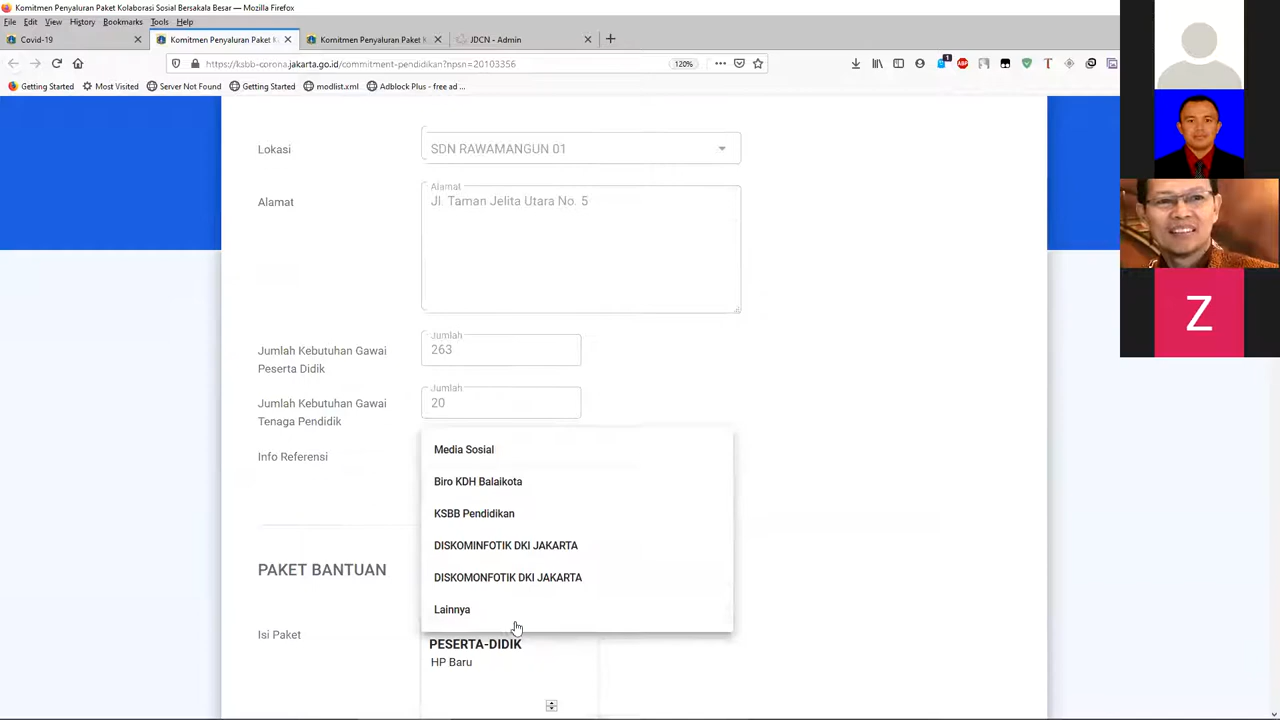 Komitmen Penyaluran Paket Kolaborasi Sosial Bersakala Besar — Mozilla Firefox
File Edit View History Bookmarks Tools Help
Covid-19
Komitmen Penyaluran Paket K
Komitmen Penyaluran Paket K
JDCN - Admin
https://ksbb-corona.jakarta.go.id/commitment-pendidikan?npsn=20103356
120%
Getting Started
Most Visited
Server Not Found
Getting Started
modlist.xml
Adblock Plus - free ad ...
Lokasi
SDN RAWAMANGUN 01
Alamat
Alamat
Jl. Taman Jelita Utara No. 5
Jumlah Kebutuhan Gawai
Peserta Didik
Jumlah
263
Jumlah Kebutuhan Gawai
Tenaga Pendidik
Jumlah
20
Info Referensi
Media Sosial
Biro KDH Balaikota
KSBB Pendidikan
DISKOMINFOTIK DKI JAKARTA
DISKOMONFOTIK DKI JAKARTA
Lainnya
PAKET BANTUAN
Isi Paket
PESERTA-DIDIK
HP Baru
Z